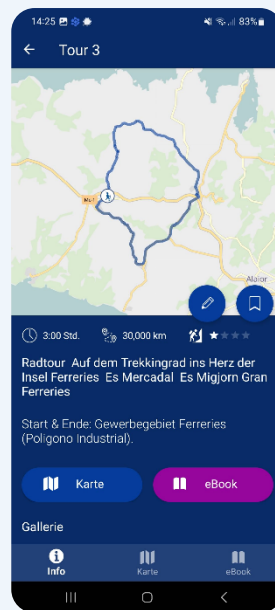 14:25 83%
Tour 3
Me-1
Alaior
3:00 Std. 30,000 km
Radtour Auf dem Trekkingrad ins Herz der
Insel Ferreries Es Mercadal Es Migjorn Gran
Ferreries
Start & Ende: Gewerbegebiet Ferreries
(Poligono Industrial).
Karte eBook
Gallerie
Info Karte eBook